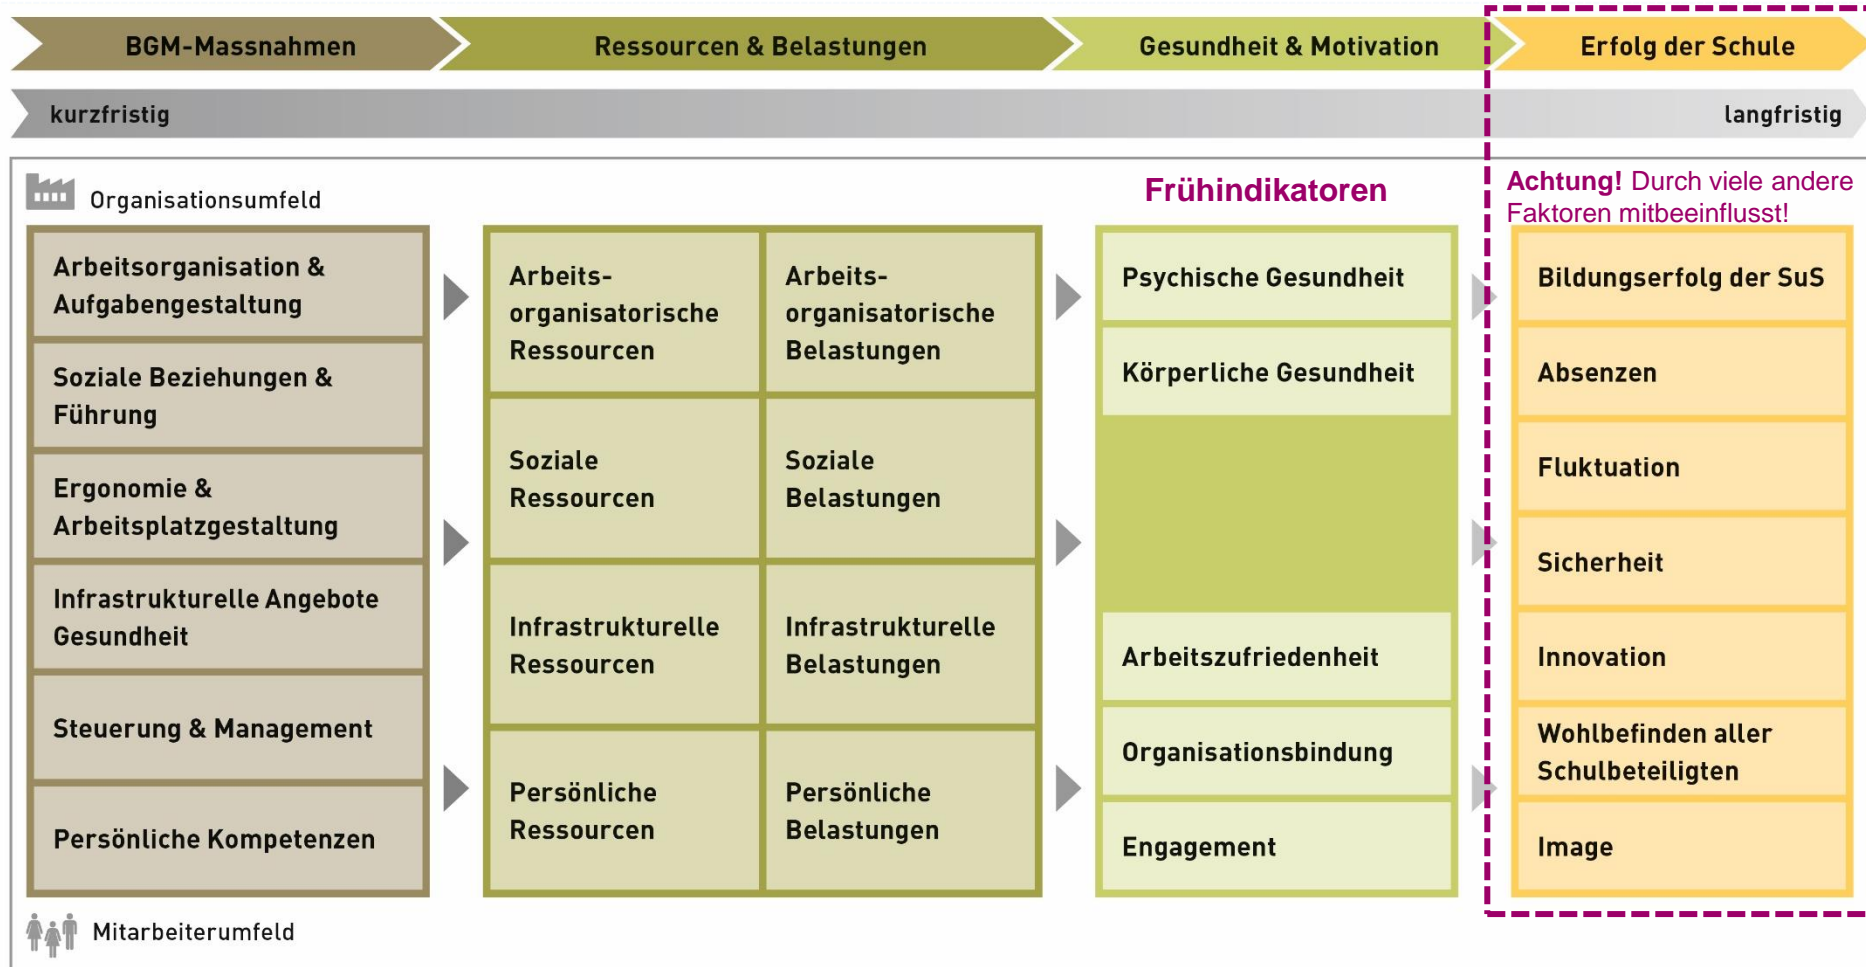 BGM-Massnahmen
Ressourcen & Belastungen
Gesundheit & Motivation
Erfolg der Schule
kurzfristig
langfristig
Organisationsumfeld
Frühindikatoren
Achtung! Durch viele andere
Faktoren mitbeeinflusst!
Arbeitsorganisation &
Aufgabengestaltung
Soziale Beziehungen &
Führung
Ergonomie &
Arbeitsplatzgestaltung
Infrastrukturelle Angebote
Gesundheit
Steuerung & Management
Persönliche Kompetenzen
Arbeits-
organisatorische
Ressourcen
Arbeits-
organisatorische
Belastungen
Soziale
Ressourcen
Soziale
Belastungen
Infrastrukturelle
Ressourcen
Infrastrukturelle
Belastungen
Persönliche
Ressourcen
Persönliche
Belastungen
Psychische Gesundheit
Körperliche Gesundheit
Arbeitszufriedenheit
Organisationsbindung
Engagement
Bildungserfolg der SuS
Absenzen
Fluktuation
Sicherheit
Innovation
Wohlbefinden aller
Schulbeteiligten
Image
Mitarbeiterumfeld